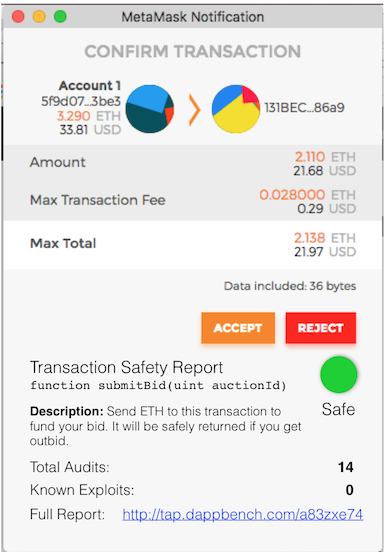 MetaMask Notification
CONFIRM TRANSACTION
Account 1
5f9d07...3be3
3.290 ETH
33.81 USD
131BEC...86a9
Amount 2.110 ETH
21.68 USD
Max Transaction Fee 0.028000 ETH
0.29 USD
Max Total 2.138 ETH
21.97 USD
Data included: 36 bytes
ACCEPT REJECT
Transaction Safety Report
function submitBid(uint auctionId)
Safe
Description: Send ETH to this transaction to
fund your bid. It will be safely returned if you get
outbid.
Total Audits: 14
Known Exploits: 0
Full Report: http://tap.dappbench.com/a83zxe74